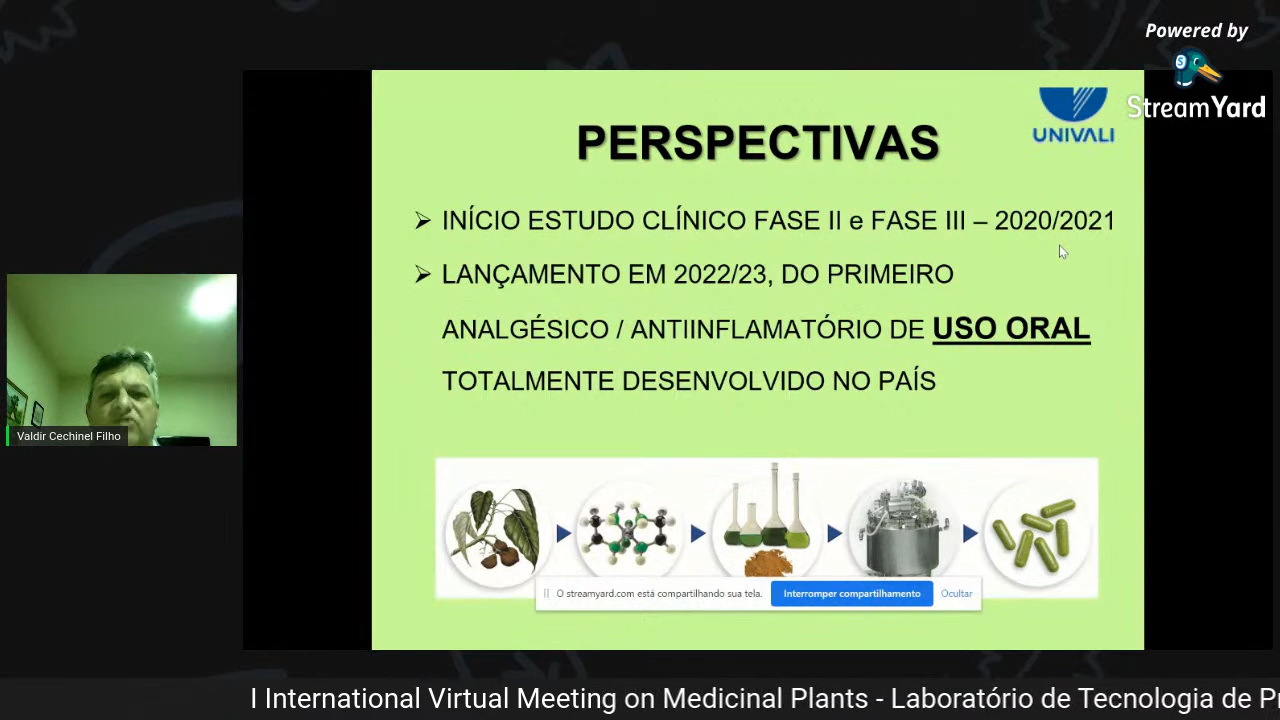 Powered by
StreamYard
UNIVALI
PERSPECTIVAS
➢ INÍCIO ESTUDO CLÍNICO FASE II e FASE III – 2020/2021
➢ LANÇAMENTO EM 2022/23, DO PRIMEIRO
ANALGÉSICO / ANTIINFLAMATÓRIO DE USO ORAL
TOTALMENTE DESENVOLVIDO NO PAÍS
Valdir Cechinel Filho
O streamyard.com está compartilhando sua tela. Interromper compartilhamento Ocultar
I International Virtual Meeting on Medicinal Plants - Laboratório de Tecnologia de P